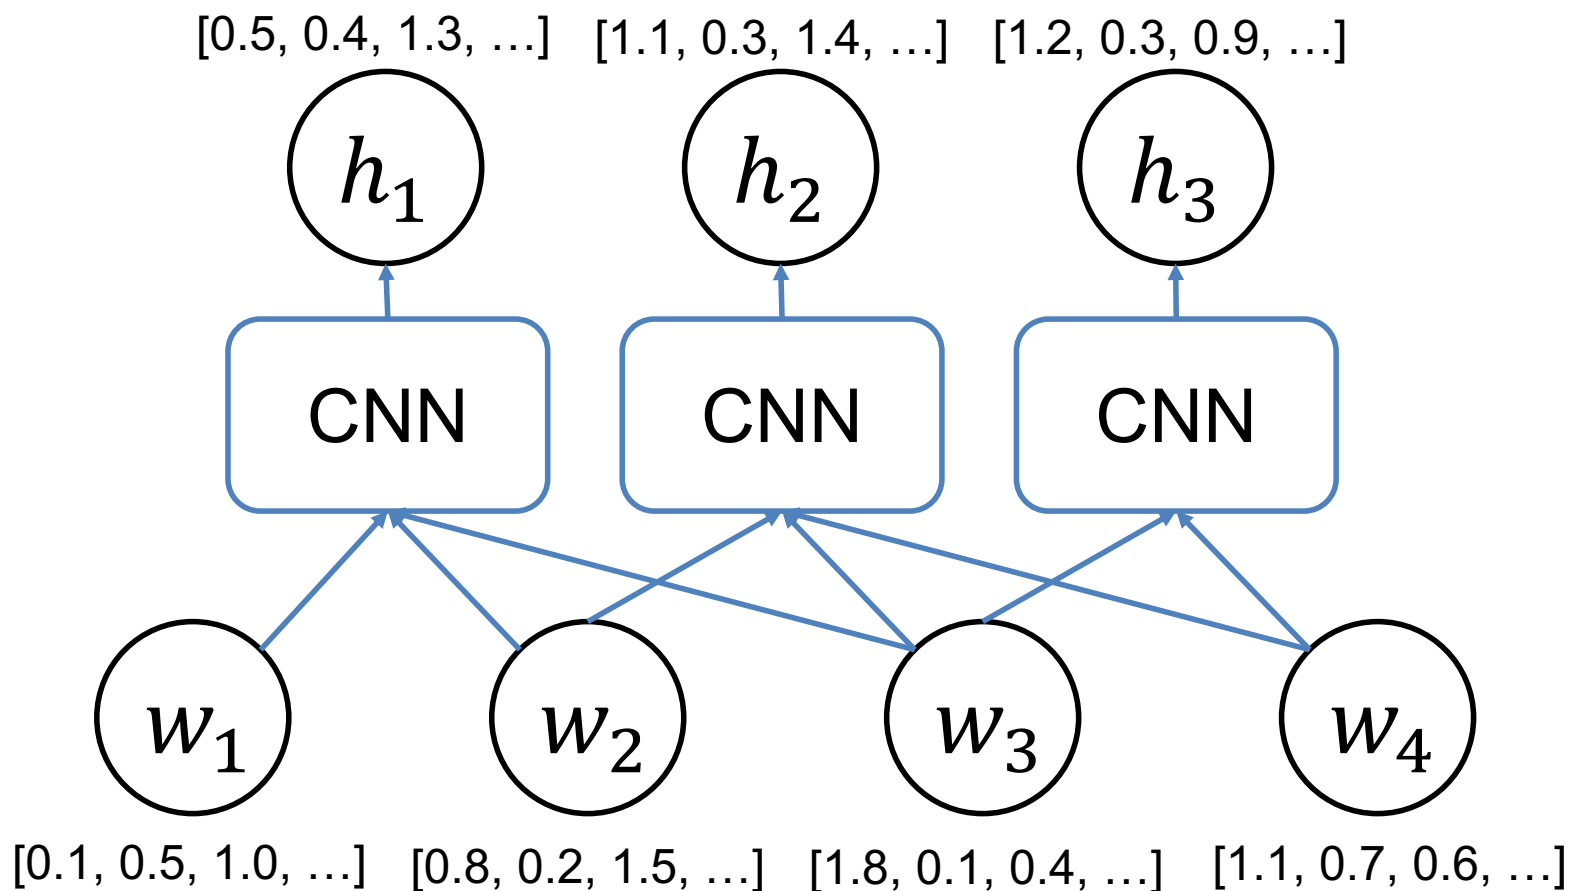 [0.5, 0.4, 1.3, …] [1.1, 0.3, 1.4, …] [1.2, 0.3, 0.9, …]
h₁ h₂ h₃
CNN CNN CNN
w₁ w₂ w₃ w₄
[0.1, 0.5, 1.0, …] [0.8, 0.2, 1.5, …] [1.8, 0.1, 0.4, …] [1.1, 0.7, 0.6, …]